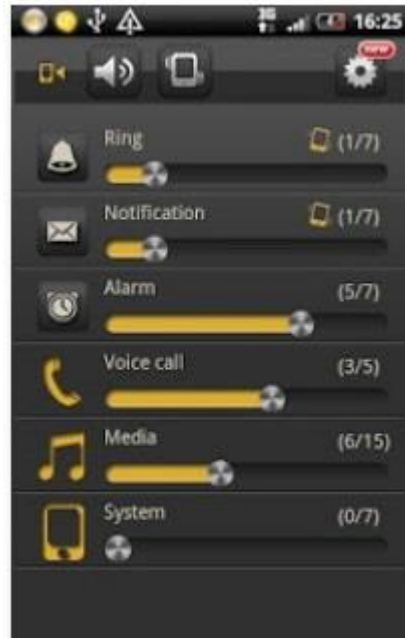 3G 16:25
new
Ring (1/7)
Notification (1/7)
Alarm (5/7)
Voice call (3/5)
Media (6/15)
System (0/7)